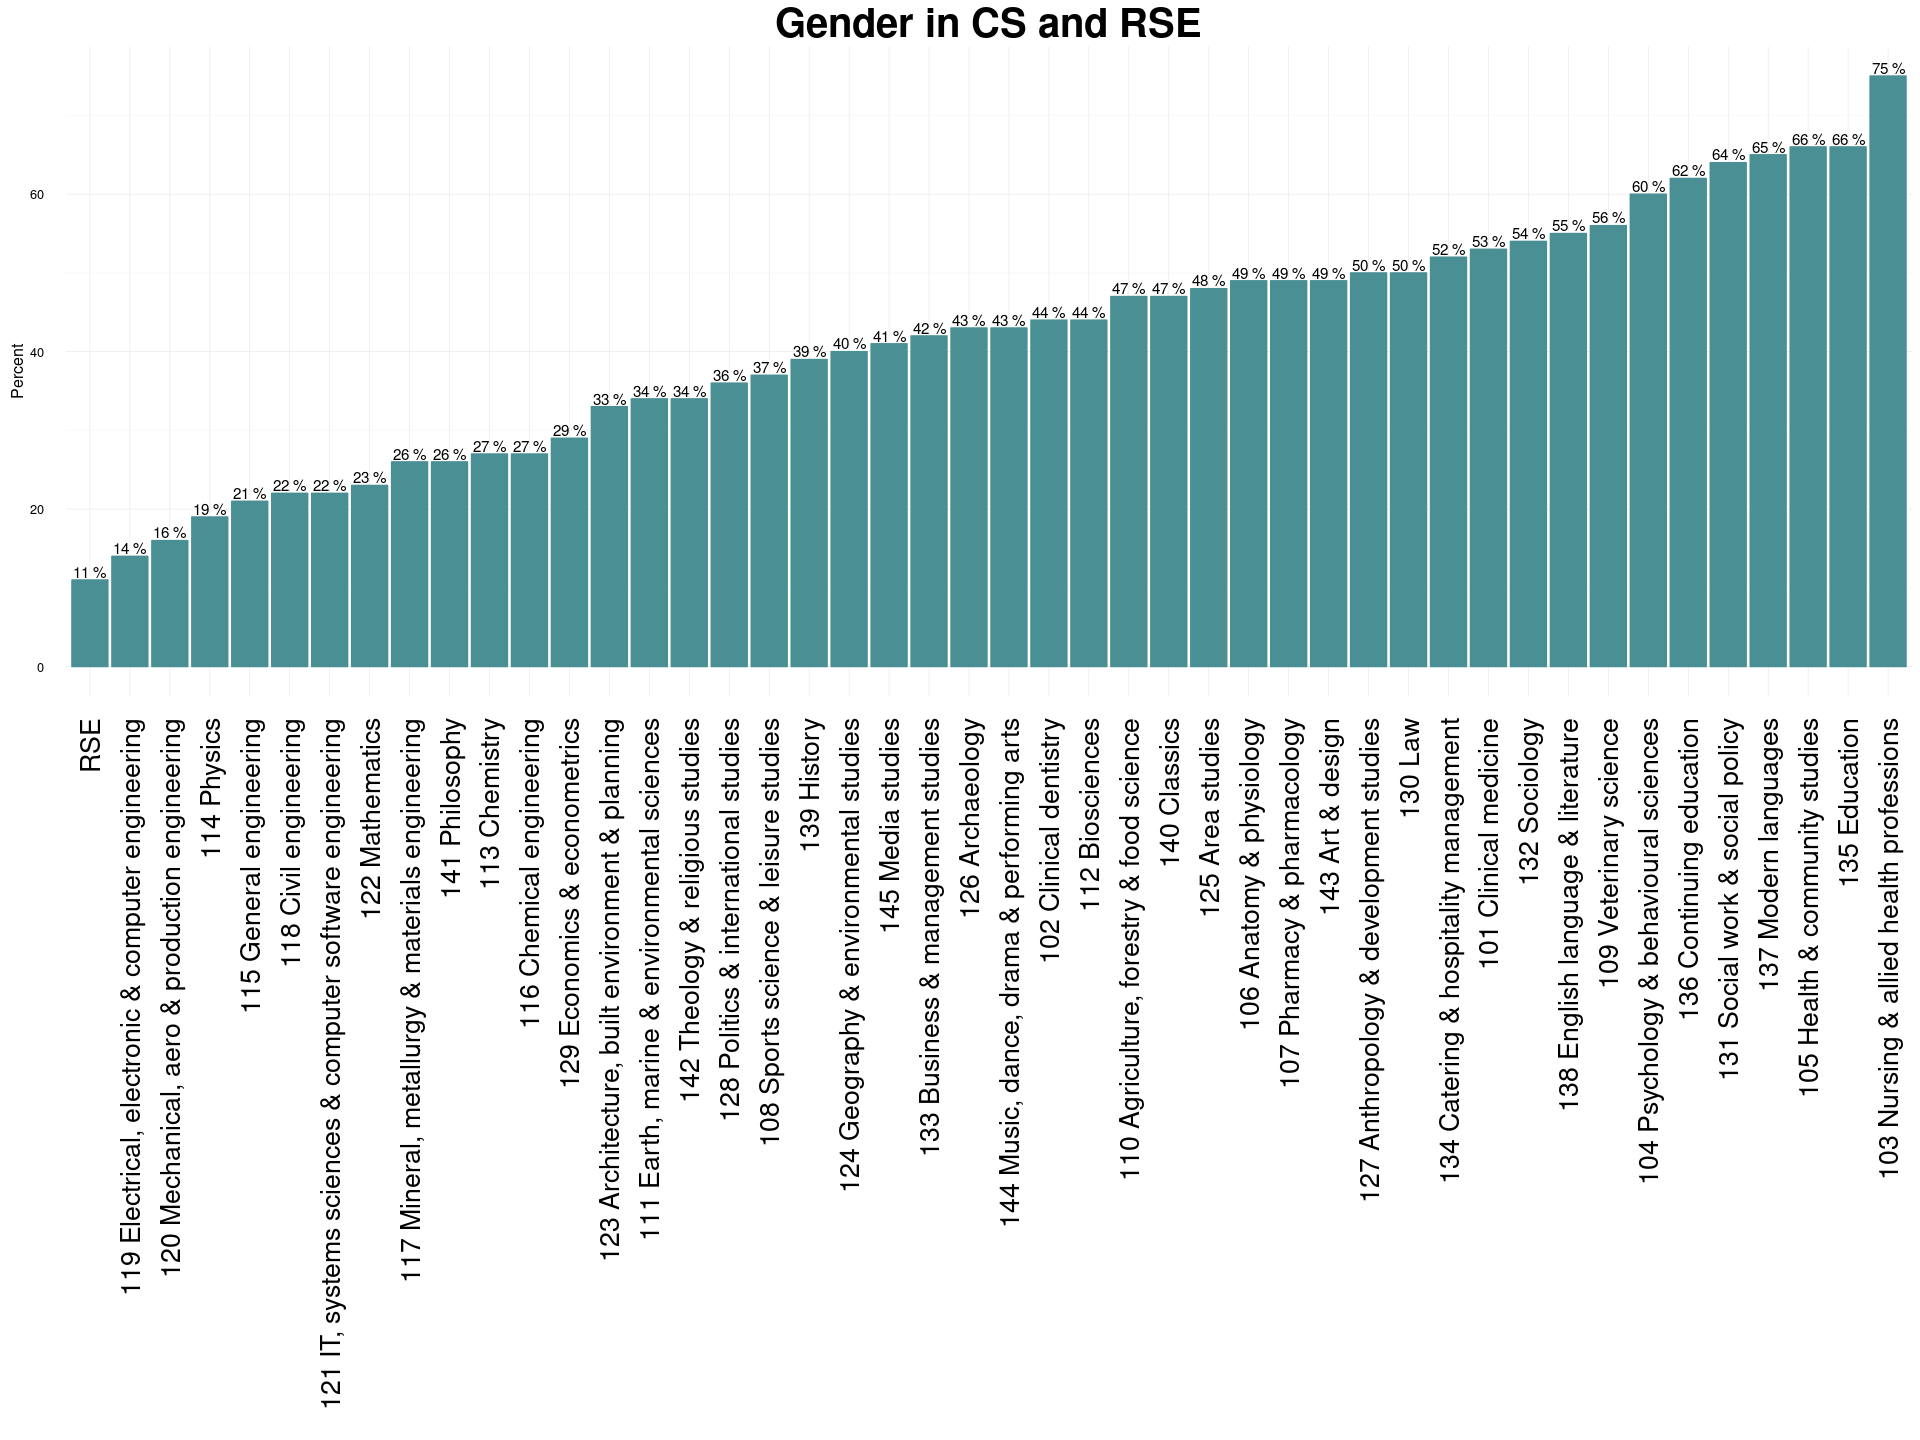 Gender in CS and RSE
Percent
60
40
20
0
11 %
14 %
16 %
19 %
21 %
22 %
22 %
23 %
26 %
26 %
27 %
27 %
29 %
33 %
34 %
34 %
36 %
37 %
39 %
40 %
41 %
42 %
43 %
43 %
44 %
44 %
47 %
47 %
48 %
49 %
49 %
49 %
50 %
50 %
52 %
53 %
54 %
55 %
56 %
60 %
62 %
64 %
65 %
66 %
66 %
75 %
RSE
119 Electrical, electronic & computer engineering
120 Mechanical, aero & production engineering
114 Physics
115 General engineering
118 Civil engineering
121 IT, systems sciences & computer software engineering
122 Mathematics
117 Mineral, metallurgy & materials engineering
141 Philosophy
113 Chemistry
116 Chemical engineering
129 Economics & econometrics
123 Architecture, built environment & planning
111 Earth, marine & environmental sciences
142 Theology & religious studies
128 Politics & international studies
108 Sports science & leisure studies
139 History
124 Geography & environmental studies
145 Media studies
133 Business & management studies
126 Archaeology
144 Music, dance, drama & performing arts
102 Clinical dentistry
112 Biosciences
110 Agriculture, forestry & food science
140 Classics
125 Area studies
106 Anatomy & physiology
107 Pharmacy & pharmacology
143 Art & design
127 Anthropology & development studies
130 Law
134 Catering & hospitality management
101 Clinical medicine
132 Sociology
138 English language & literature
109 Veterinary science
104 Psychology & behavioural sciences
136 Continuing education
131 Social work & social policy
137 Modern languages
105 Health & community studies
135 Education
103 Nursing & allied health professions